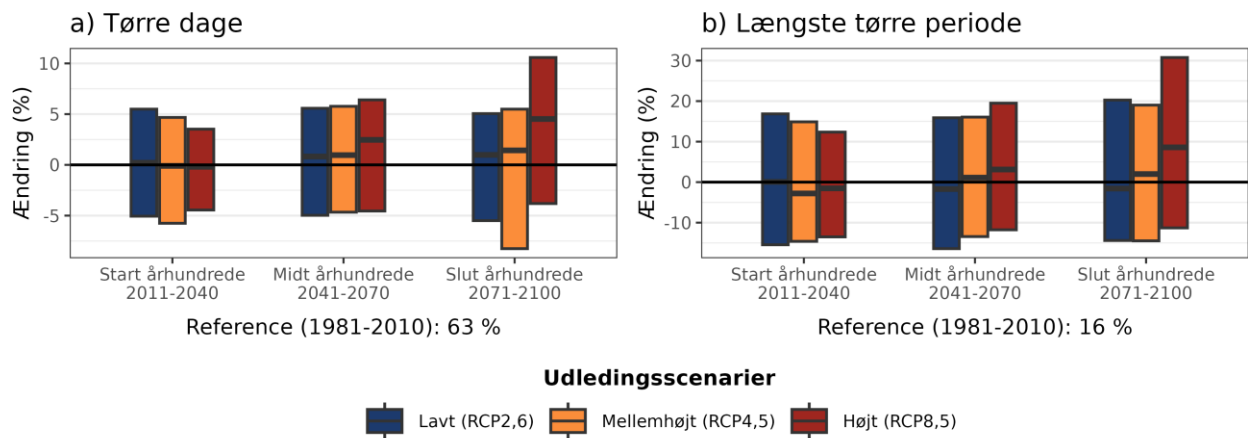 a) Tørre dage
b) Længste tørre periode
Ændring (%)
10
5
0
-5
Start århundrede
2011-2040
Midt århundrede
2041-2070
Slut århundrede
2071-2100
Reference (1981-2010): 63 %
Ændring (%)
30
20
10
0
-10
Start århundrede
2011-2040
Midt århundrede
2041-2070
Slut århundrede
2071-2100
Reference (1981-2010): 16 %
Udledingsscenarier
Lavt (RCP2,6)
Mellemhøjt (RCP4,5)
Højt (RCP8,5)